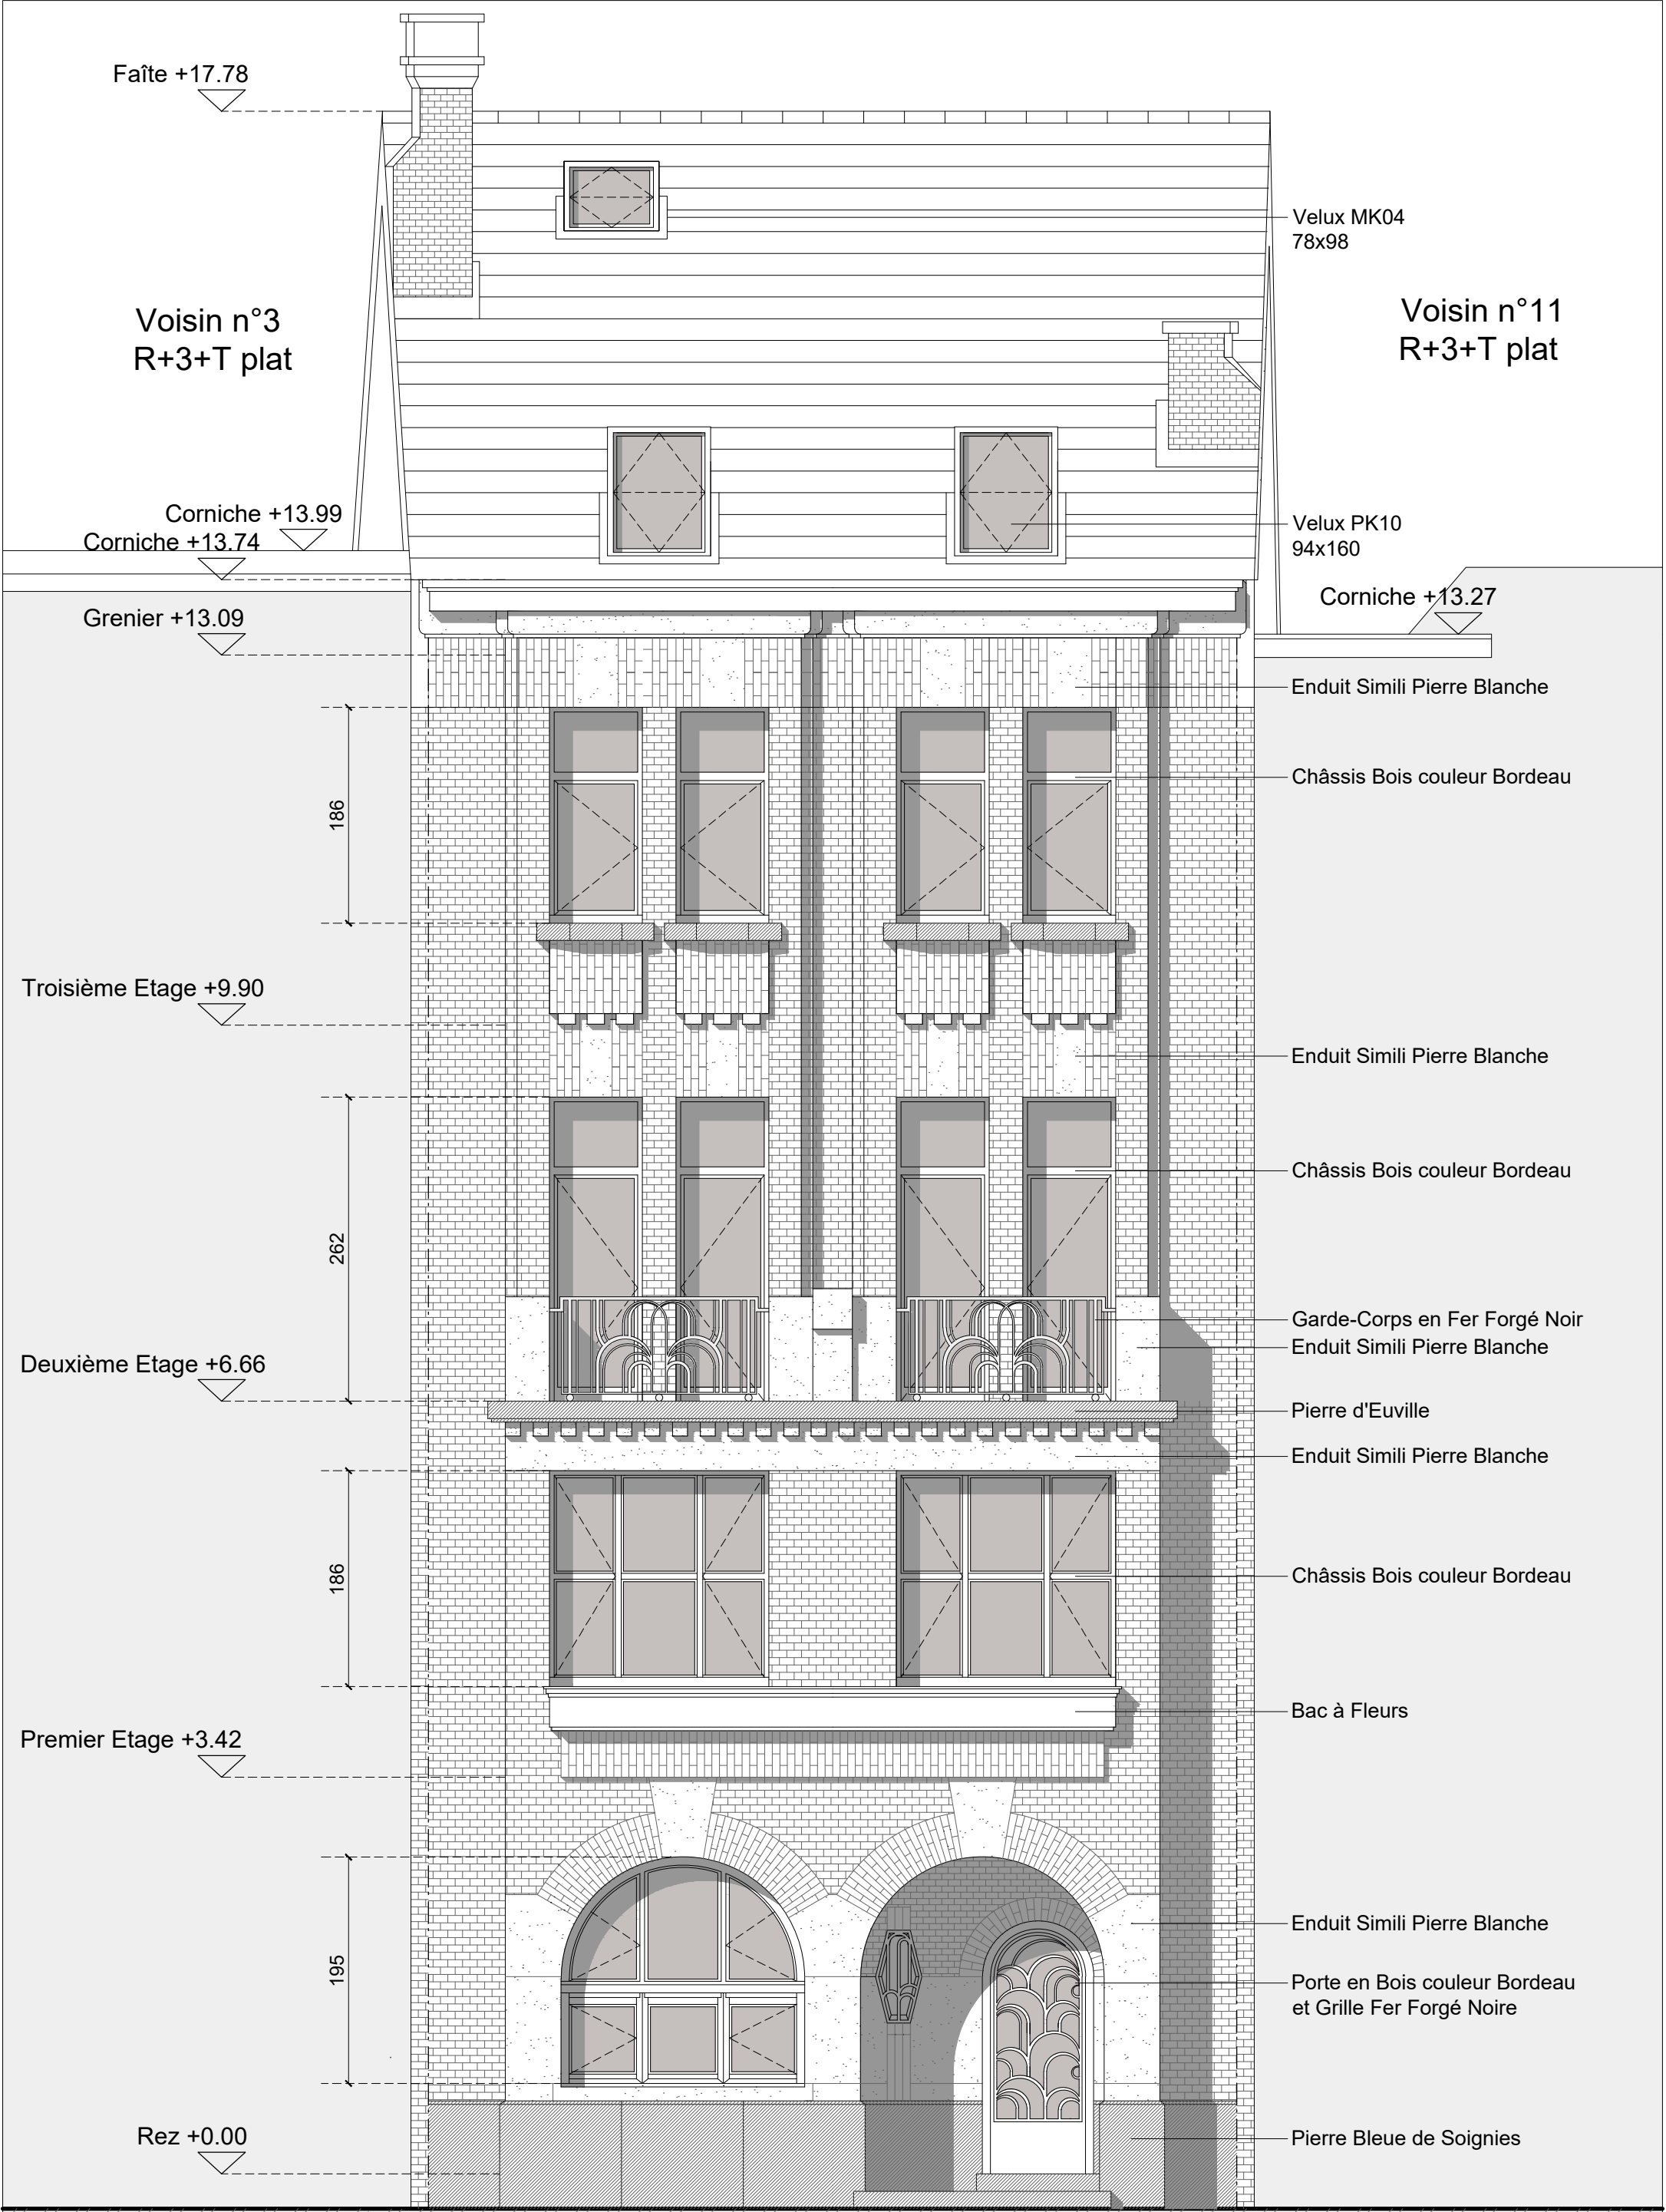 Faîte +17.78
Velux MK04
78x98
Voisin n°3
R+3+T plat
Voisin n°11
R+3+T plat
Corniche +13.99
Velux PK10
94x160
Corniche +13.74
Corniche +13.27
Grenier +13.09
Enduit Simili Pierre Blanche
Châssis Bois couleur Bordeau
186
Troisième Etage +9.90
Enduit Simili Pierre Blanche
Châssis Bois couleur Bordeau
262
Garde-Corps en Fer Forgé Noir
Enduit Simili Pierre Blanche
Deuxième Etage +6.66
Pierre d'Euville
Enduit Simili Pierre Blanche
Châssis Bois couleur Bordeau
186
Bac à Fleurs
Premier Etage +3.42
Enduit Simili Pierre Blanche
195
Porte en Bois couleur Bordeau
et Grille Fer Forgé Noire
Rez +0.00
Pierre Bleue de Soignies